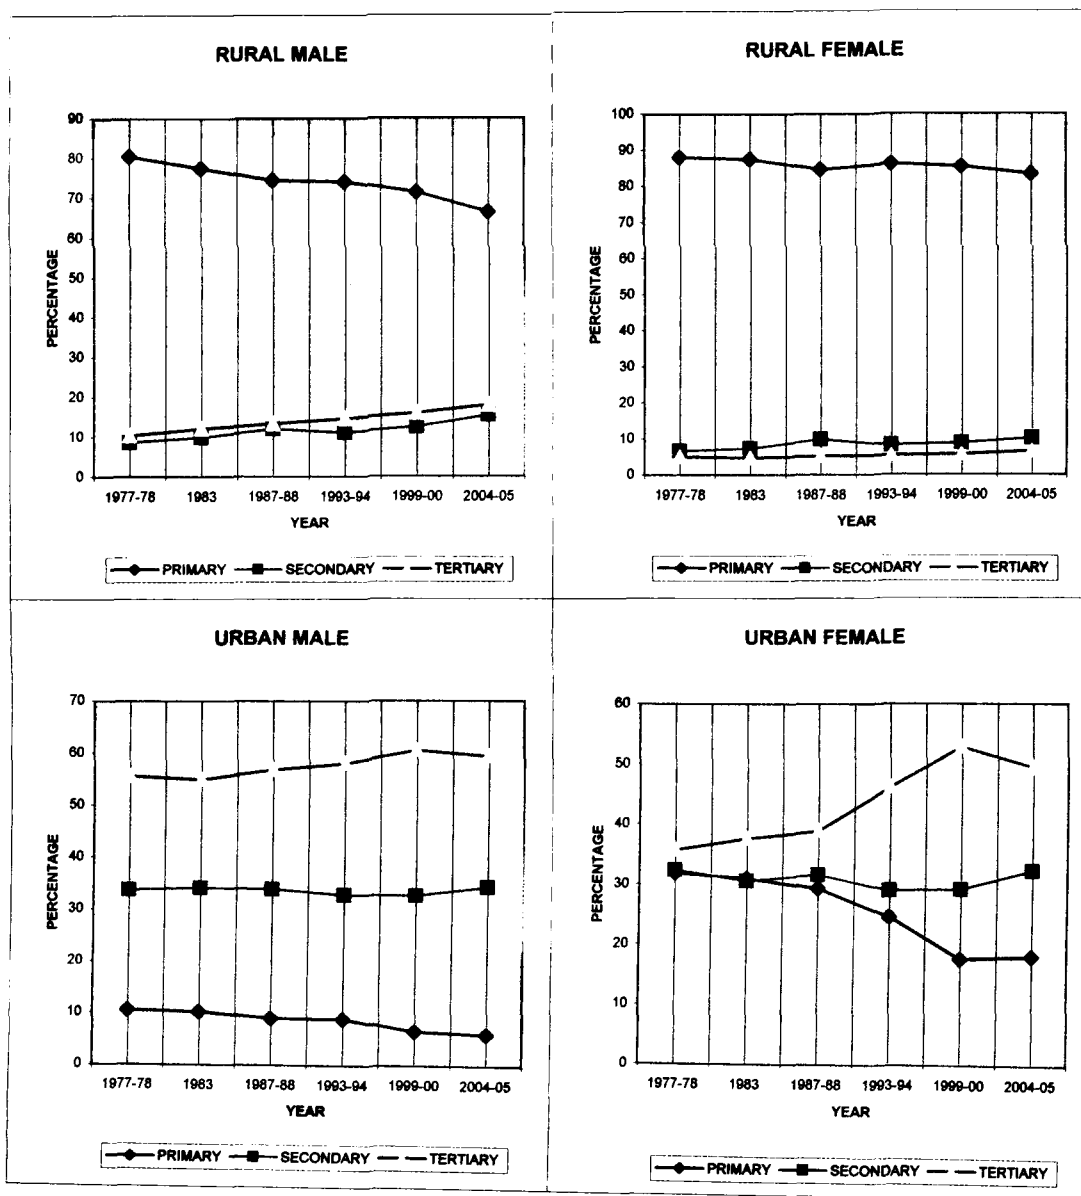 RURAL MALE
90
80
70
60
50
40
30
20
10
0
PERCENTAGE
1977-78 1983 1987-88 1993-94 1999-00 2004-05
YEAR
PRIMARY SECONDARY TERTIARY
RURAL FEMALE
100
90
80
70
60
50
40
30
20
10
0
PERCENTAGE
1977-78 1983 1987-88 1993-94 1999-00 2004-05
YEAR
PRIMARY SECONDARY TERTIARY
URBAN MALE
70
60
50
40
30
20
10
0
PERCENTAGE
1977-78 1983 1987-88 1993-94 1999-00 2004-05
YEAR
PRIMARY SECONDARY TERTIARY
URBAN FEMALE
60
50
40
30
20
10
0
PERCENTAGE
1977-78 1983 1987-88 1993-94 1999-00 2004-05
YEAR
PRIMARY SECONDARY TERTIARY